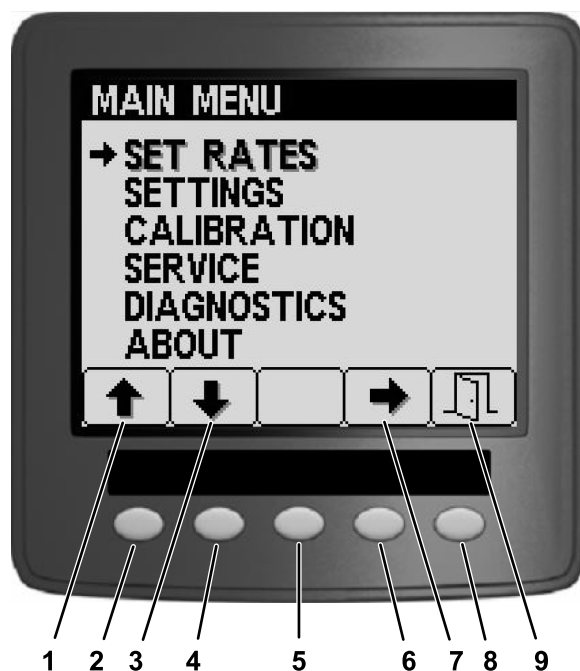 MAIN MENU
SET RATES
SETTINGS
CALIBRATION
SERVICE
DIAGNOSTICS
ABOUT
1 2 3 4 5 6 7 8 9